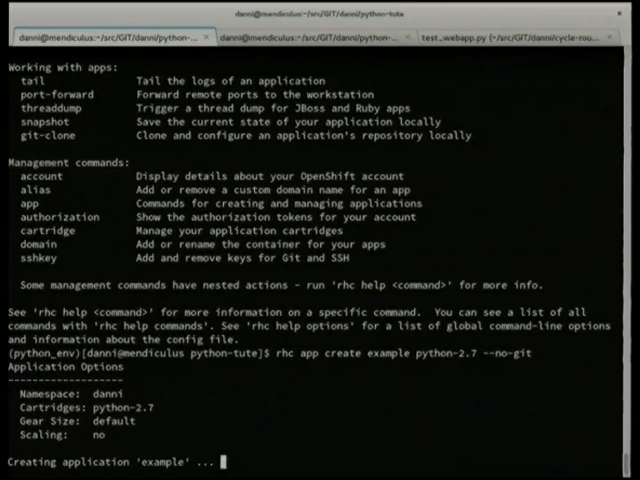 danni@mendiculus:~/src/GIT/danni/python-tute
danni@mendiculus:~/src/GIT/danni/python-... × danni@mendiculus:~/src/GIT/danni/python-... × test_webapp.py (~/src/GIT/danni/cycle-rou... ×
Working with apps:
tail Tail the logs of an application
port-forward Forward remote ports to the workstation
threaddump Trigger a thread dump for JBoss and Ruby apps
snapshot Save the current state of your application locally
git-clone Clone and configure an application's repository locally
Management commands:
account Display details about your OpenShift account
alias Add or remove a custom domain name for an app
app Commands for creating and managing applications
authorization Show the authorization tokens for your account
cartridge Manage your application cartridges
domain Add or rename the container for your apps
sshkey Add and remove keys for Git and SSH
Some management commands have nested actions - run 'rhc help <command>' for more info.
See 'rhc help <command>' for more information on a specific command. You can see a list of all
commands with 'rhc help commands'. See 'rhc help options' for a list of global command-line options
and information about the config file.
(python_env)[danni@mendiculus python-tute]$ rhc app create example python-2.7 --no-git
Application Options
-------------------
Namespace: danni
Cartridges: python-2.7
Gear Size: default
Scaling: no
Creating application 'example' ...